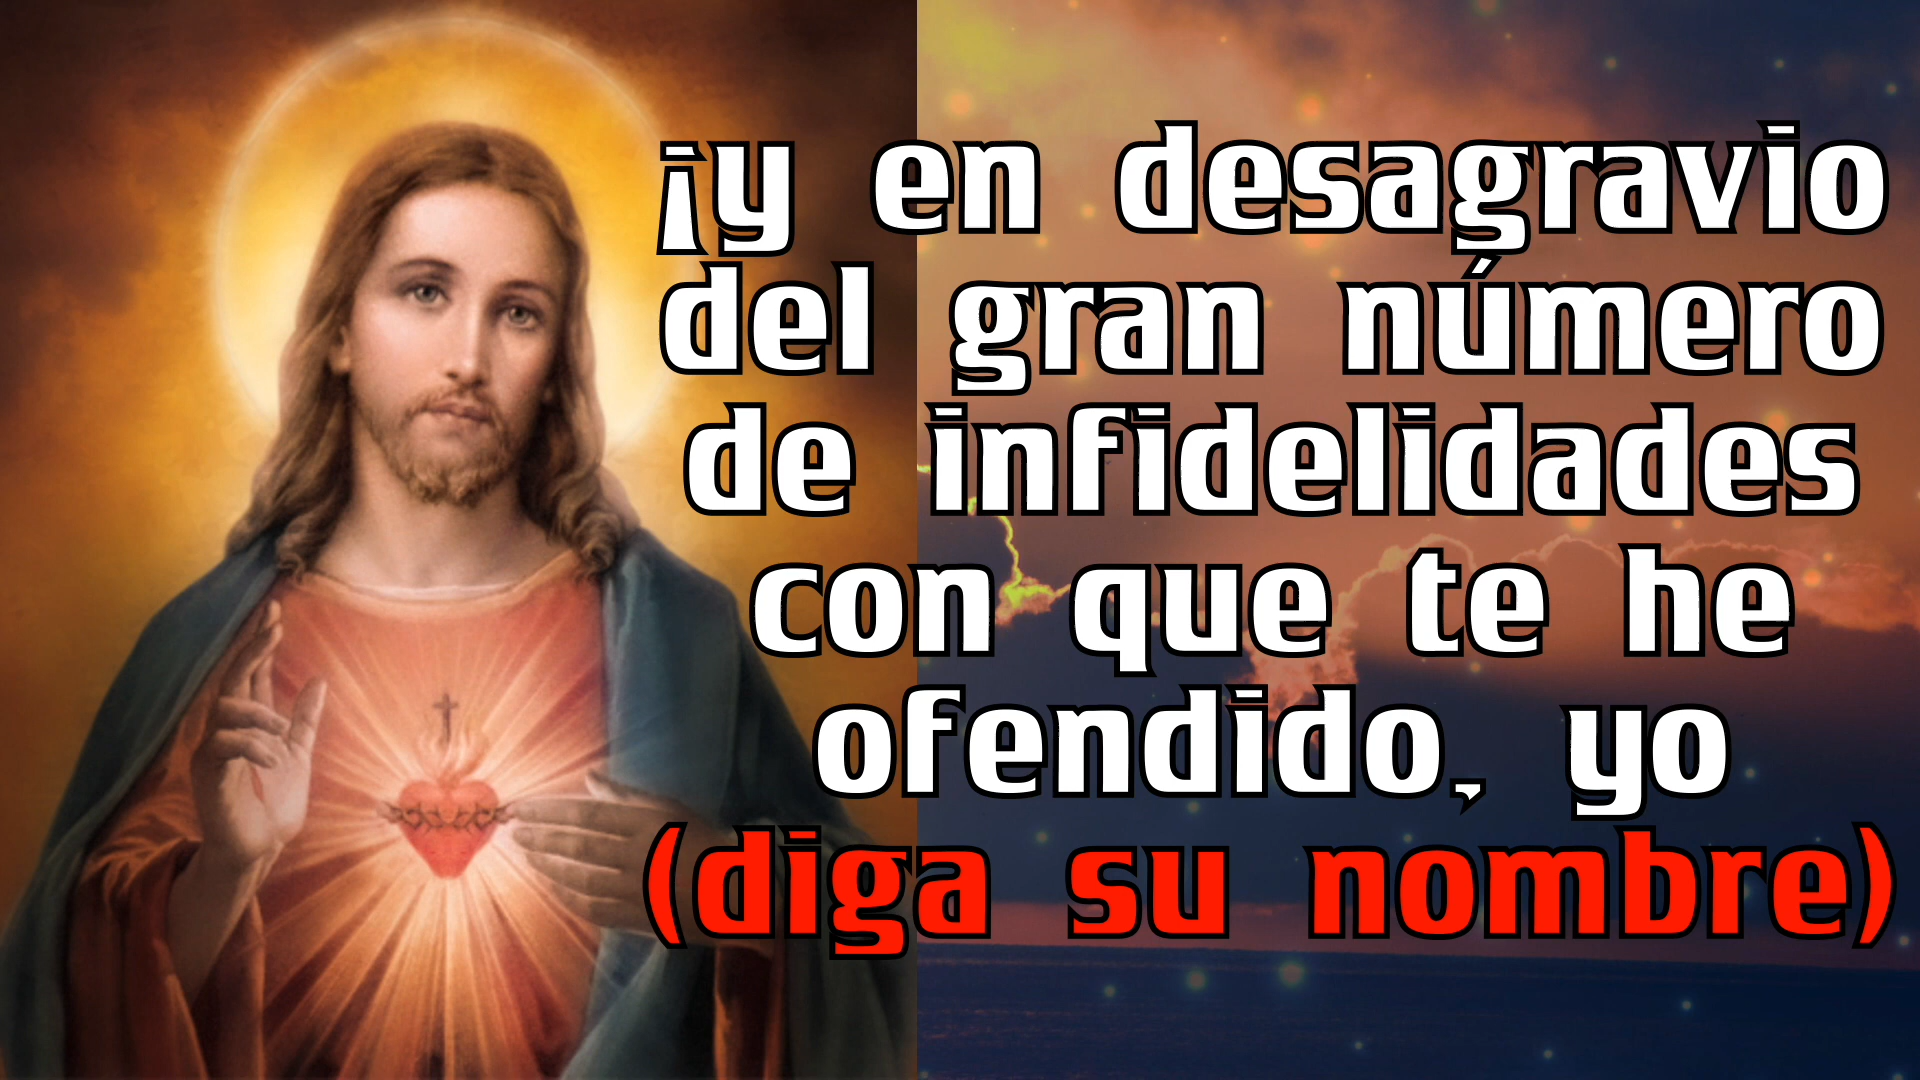 ¡y en desagravio
del gran número
de infidelidades
con que te he
ofendido, yo
(diga su nombre)